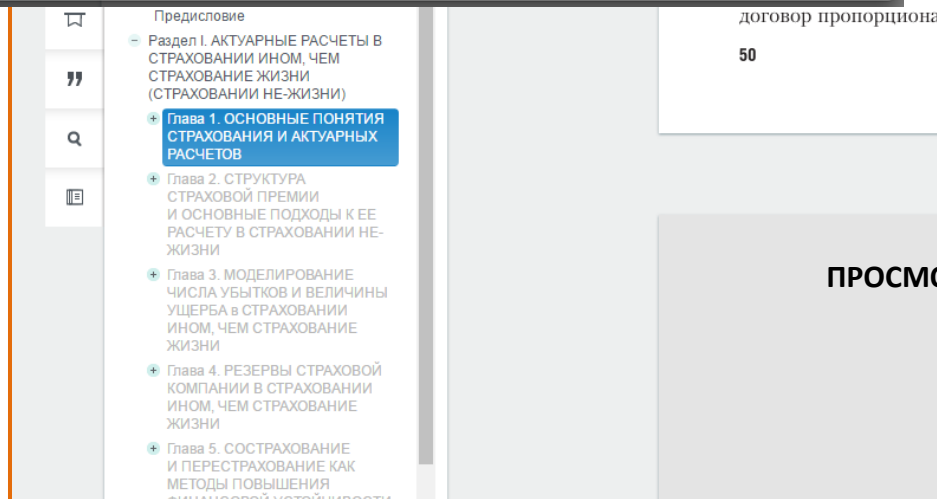 Предисловие
Раздел I. АКТУАРНЫЕ РАСЧЕТЫ В
СТРАХОВАНИИ ИНОМ, ЧЕМ
СТРАХОВАНИЕ ЖИЗНИ
(СТРАХОВАНИИ НЕ-ЖИЗНИ)
Глава 1. ОСНОВНЫЕ ПОНЯТИЯ
СТРАХОВАНИЯ И АКТУАРНЫХ
РАСЧЕТОВ
Глава 2. СТРУКТУРА
СТРАХОВОЙ ПРЕМИИ
И ОСНОВНЫЕ ПОДХОДЫ К ЕЕ
РАСЧЕТУ В СТРАХОВАНИИ НЕ-
ЖИЗНИ
Глава 3. МОДЕЛИРОВАНИЕ
ЧИСЛА УБЫТКОВ И ВЕЛИЧИНЫ
УЩЕРБА в СТРАХОВАНИИ
ИНОМ, ЧЕМ СТРАХОВАНИЕ
ЖИЗНИ
Глава 4. РЕЗЕРВЫ СТРАХОВОЙ
КОМПАНИИ В СТРАХОВАНИИ
ИНОМ, ЧЕМ СТРАХОВАНИЕ
ЖИЗНИ
Глава 5. СОСТРАХОВАНИЕ
И ПЕРЕСТРАХОВАНИЕ КАК
МЕТОДЫ ПОВЫШЕНИЯ
ФИНАНСОВОЙ УСТОЙЧИВОСТИ
договор пропорциона
50
ПРОСМО